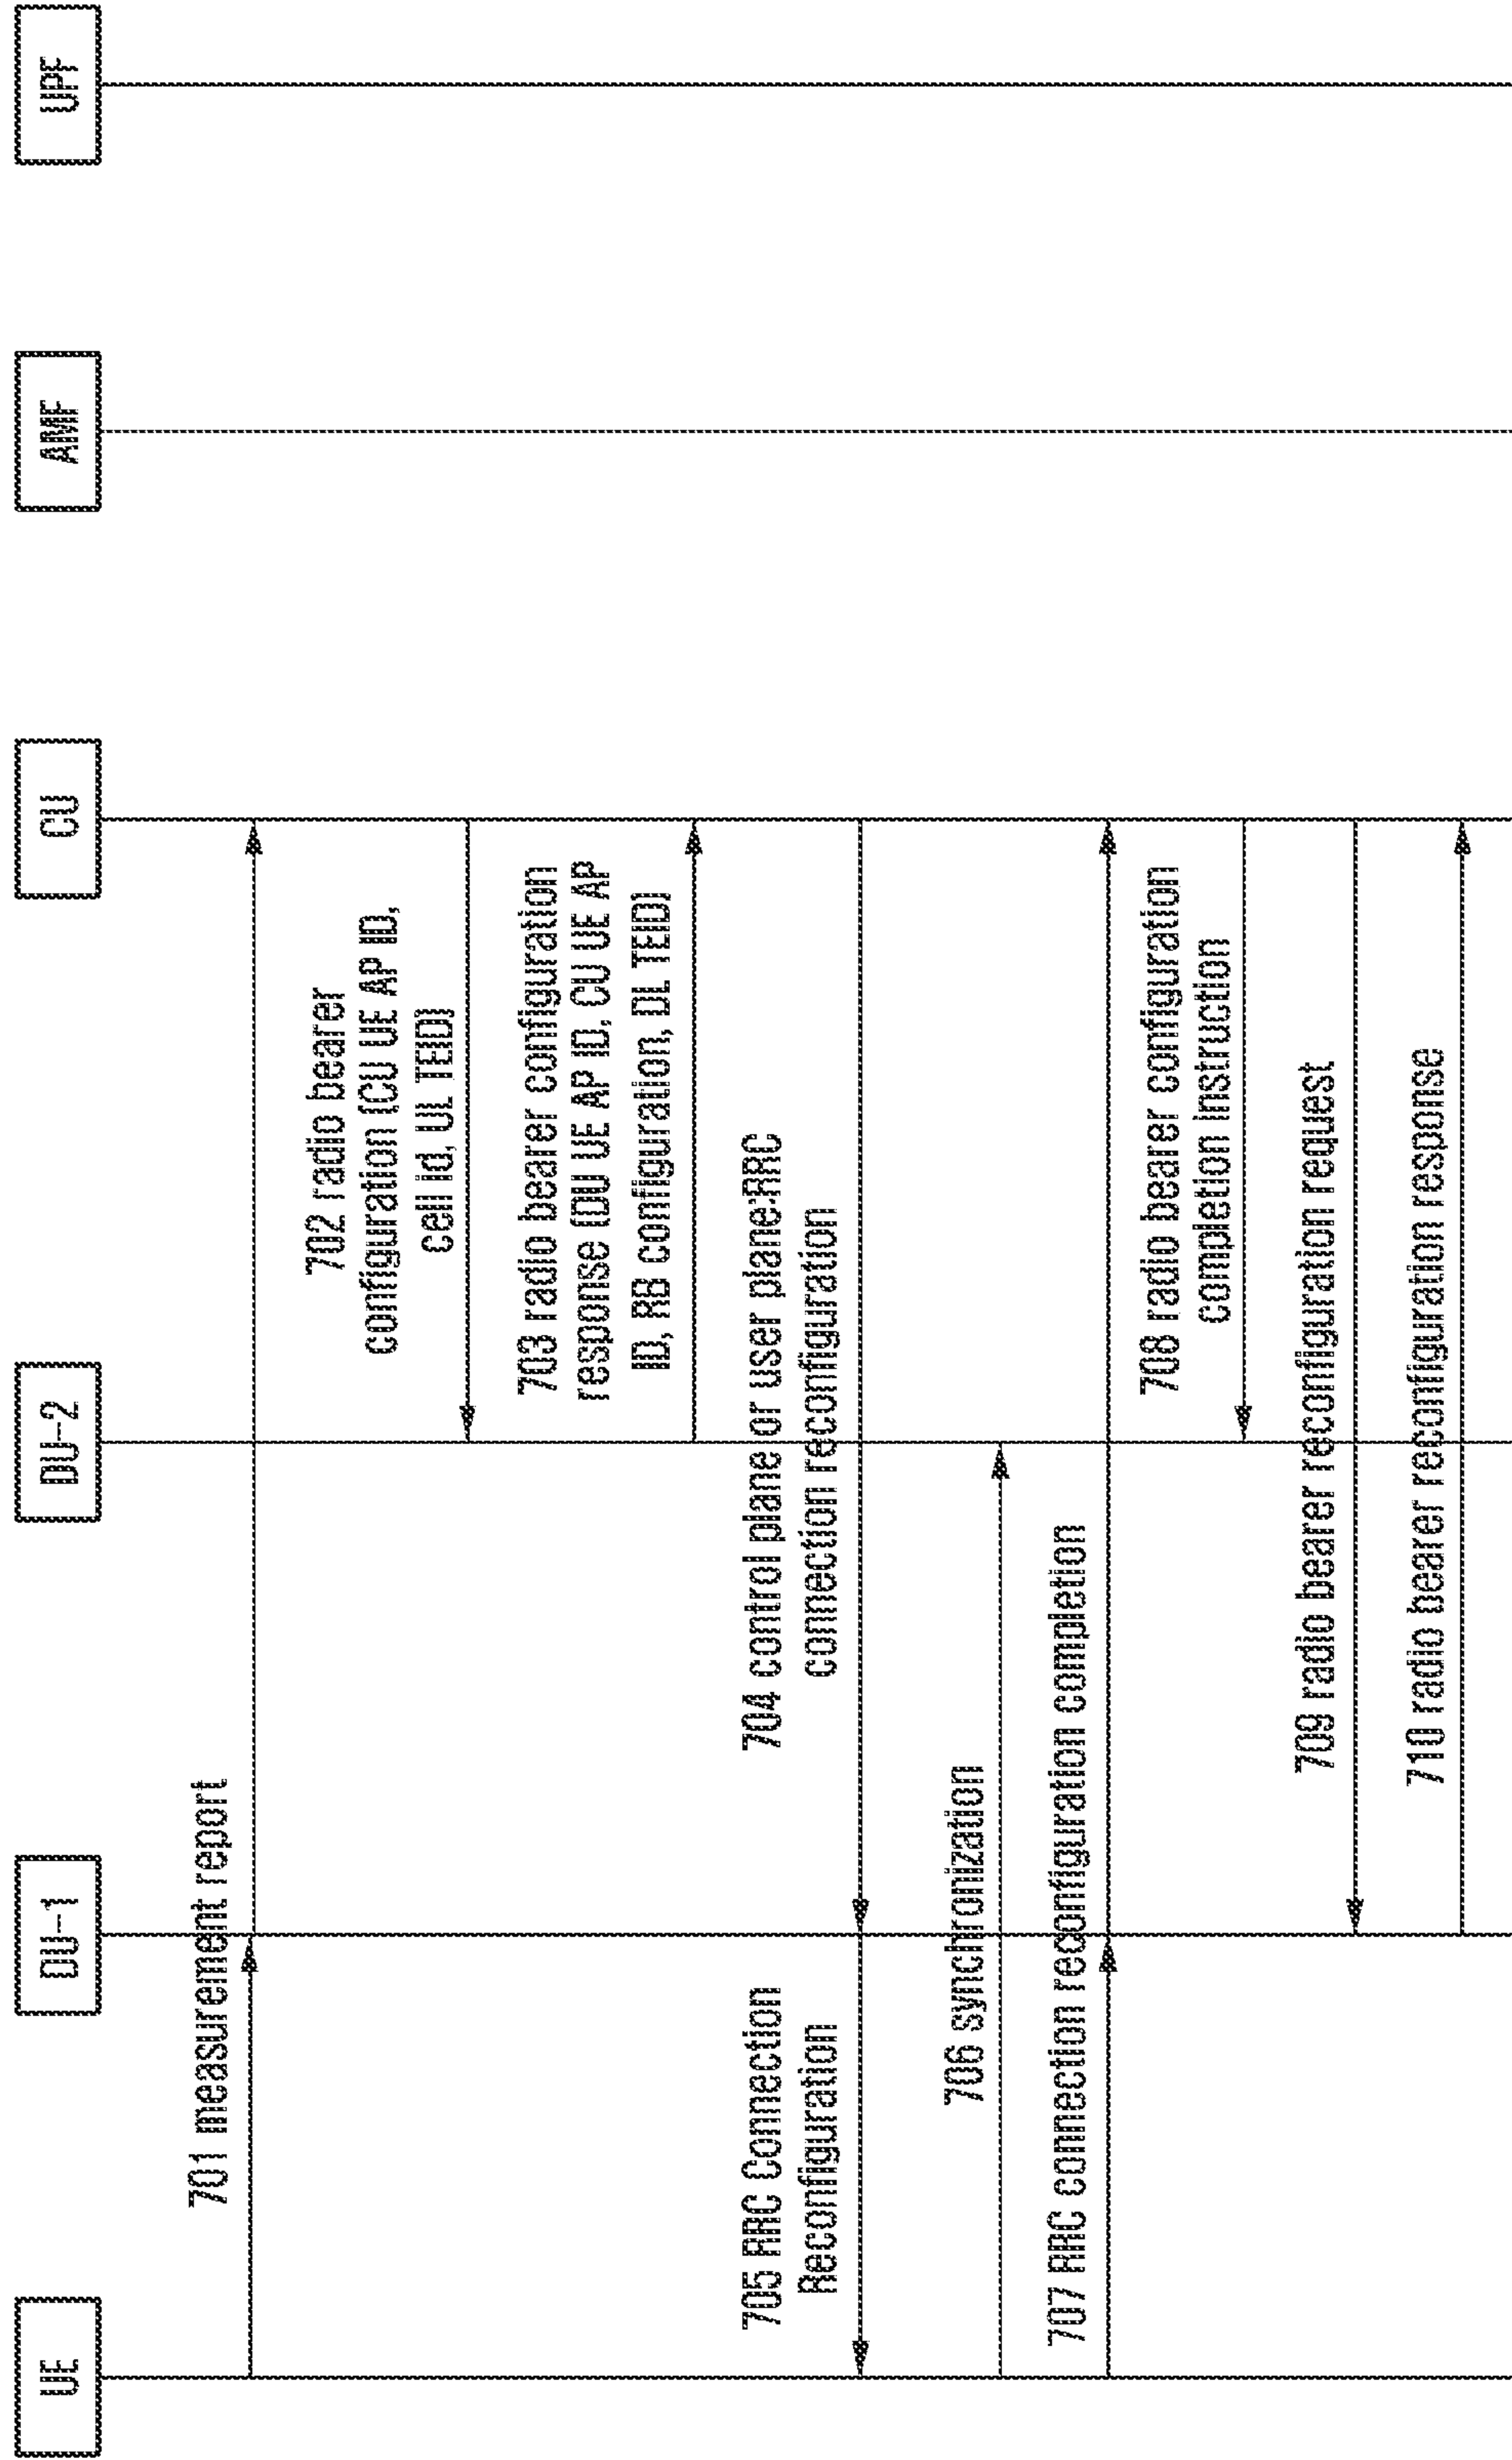 UE
DU-1
DU-2
CU
AMF
UPF
701 measurement report
702 radio bearer
configuration (CU UE AP ID,
cell id, UL TEID)
703 radio bearer configuration
response (DU UE AP ID, CU UE AP
ID, RB configuration, DL TEID)
704 control plane or user plane:RRC
connection reconfiguration
705 RRC Connection
Reconfiguration
706 synchronization
707 RRC connection reconfiguration completion
708 radio bearer configuration
completion instruction
709 radio bearer reconfiguration request
710 radio bearer reconfiguration response